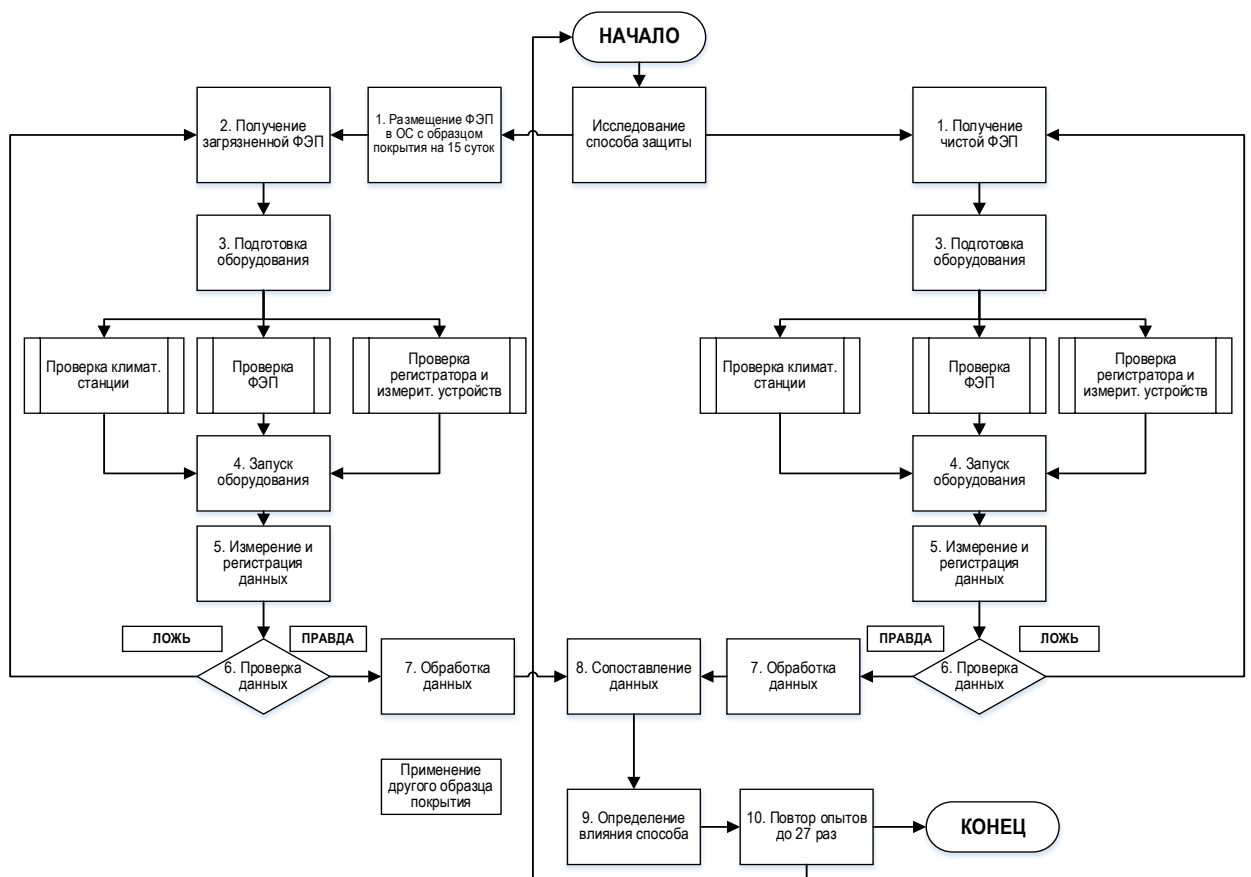 НАЧАЛО
2. Получение
загрязненной ФЭП
1. Размещение ФЭП
в ОС с образцом
покрытия на 15 суток
Исследование
способа защиты
1. Получение
чистой ФЭП
3. Подготовка
оборудования
3. Подготовка
оборудования
Проверка климат.
станции
Проверка
ФЭП
Проверка
регистратора и
измерит. устройств
Проверка климат.
станции
Проверка
ФЭП
Проверка
регистратора и
измерит. устройств
4. Запуск
оборудования
4. Запуск
оборудования
5. Измерение и
регистрация
данных
5. Измерение и
регистрация
данных
ЛОЖЬ
ПРАВДА
ПРАВДА
ЛОЖЬ
6. Проверка
данных
7. Обработка
данных
8. Сопоставление
данных
7. Обработка
данных
6. Проверка
данных
Применение
другого образца
покрытия
9. Определение
влияния способа
10. Повтор опытов
до 27 раз
КОНЕЦ